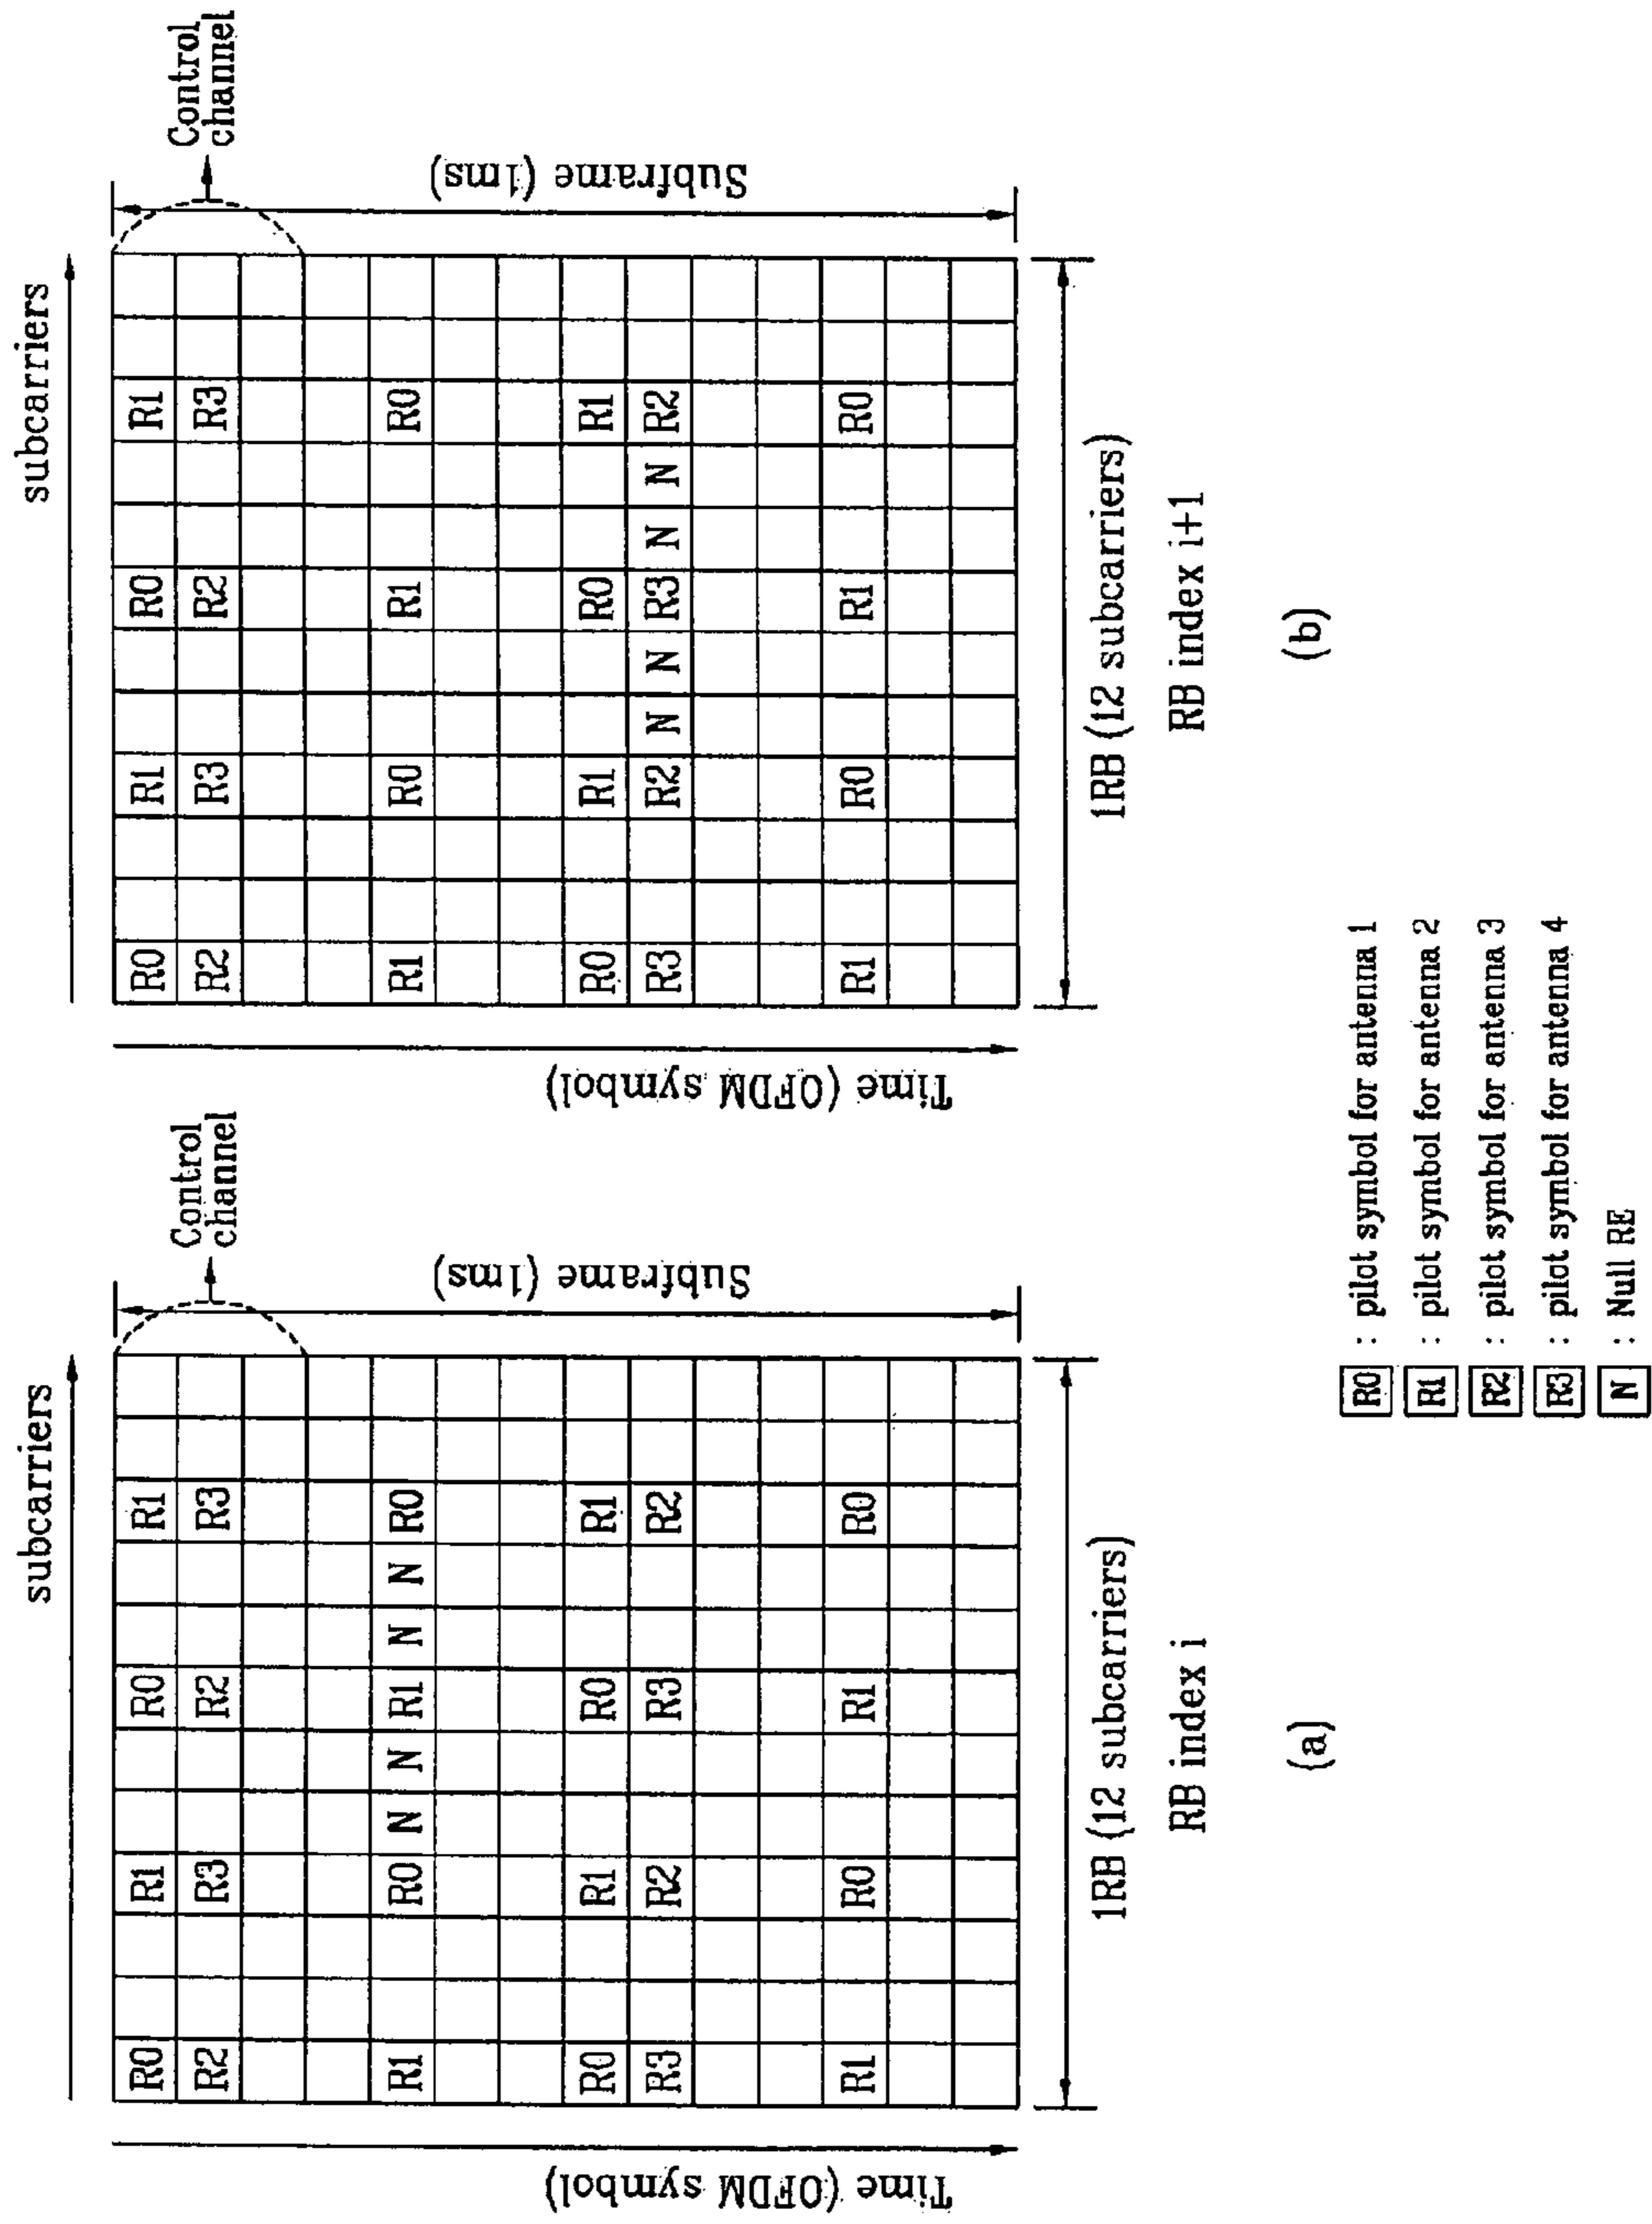 subcarriers
Control
channel
R0 R1 R0 R1
R2 R3 R2 R3
R1 R0 N N R1 N N R0
R0 R1 R0 R1
R3 R2 R3 R2
R1 R0 R1 R0
Time (OFDM symbol)
Subframe (1ms)
1RB (12 subcarriers)
RB index i
(a)
subcarriers
Control
channel
R0 R1 R0 R1
R2 R3 R2 R3
R1 R0 R1 R0
R0 R1 R0 R1
R3 R2 N N R3 N N R2
R1 R0 R1 R0
Time (OFDM symbol)
Subframe (1ms)
1RB (12 subcarriers)
RB index i+1
(b)
R0 : pilot symbol for antenna 1
R1 : pilot symbol for antenna 2
R2 : pilot symbol for antenna 3
R3 : pilot symbol for antenna 4
N : Null RE